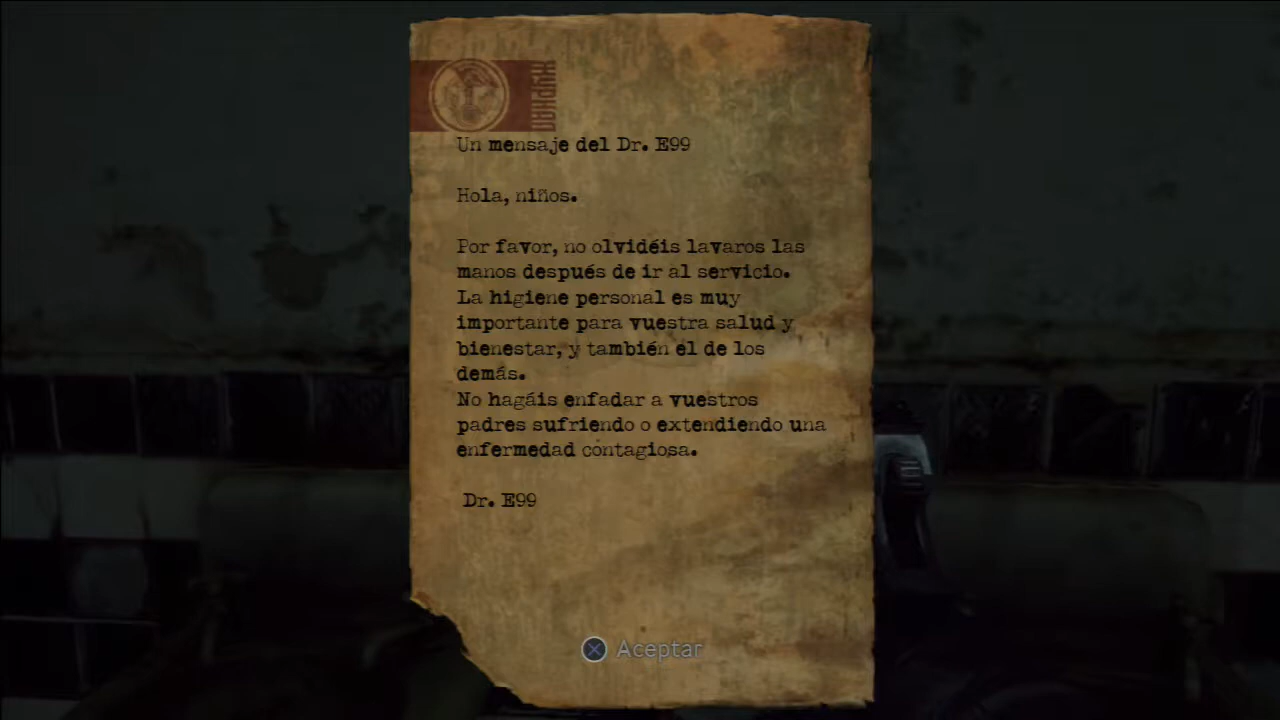 Un mensaje del Dr. E99
Hola, niños.
Por favor, no olvidéis lavaros las
manos después de ir al servicio.
La higiene personal es muy
importante para vuestra salud y
bienestar, y también el de los
demás.
No hagáis enfadar a vuestros
padres sufriendo o extendiendo una
enfermedad contagiosa.
Dr. E99
Aceptar